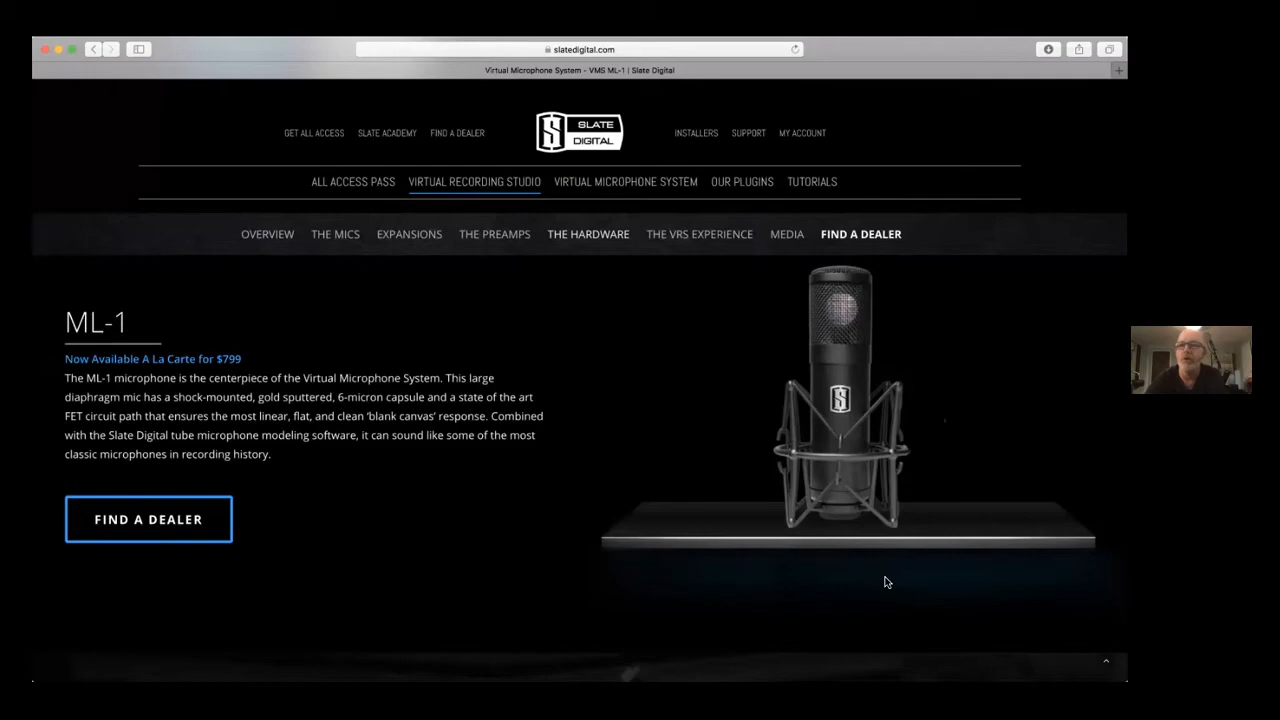 slatedigital.com
Virtual Microphone System - VMS ML-1 | Slate Digital
GET ALL ACCESS SLATE ACADEMY FIND A DEALER
SLATE DIGITAL
INSTALLERS SUPPORT MY ACCOUNT
ALL ACCESS PASS VIRTUAL RECORDING STUDIO VIRTUAL MICROPHONE SYSTEM OUR PLUGINS TUTORIALS
OVERVIEW THE MICS EXPANSIONS THE PREAMPS THE HARDWARE THE VRS EXPERIENCE MEDIA FIND A DEALER
ML-1
Now Available A La Carte for $799
The ML-1 microphone is the centerpiece of the Virtual Microphone System. This large
diaphragm mic has a shock-mounted, gold sputtered, 6-micron capsule and a state of the art
FET circuit path that ensures the most linear, flat, and clean ‘blank canvas’ response. Combined
with the Slate Digital tube microphone modeling software, it can sound like some of the most
classic microphones in recording history.
FIND A DEALER